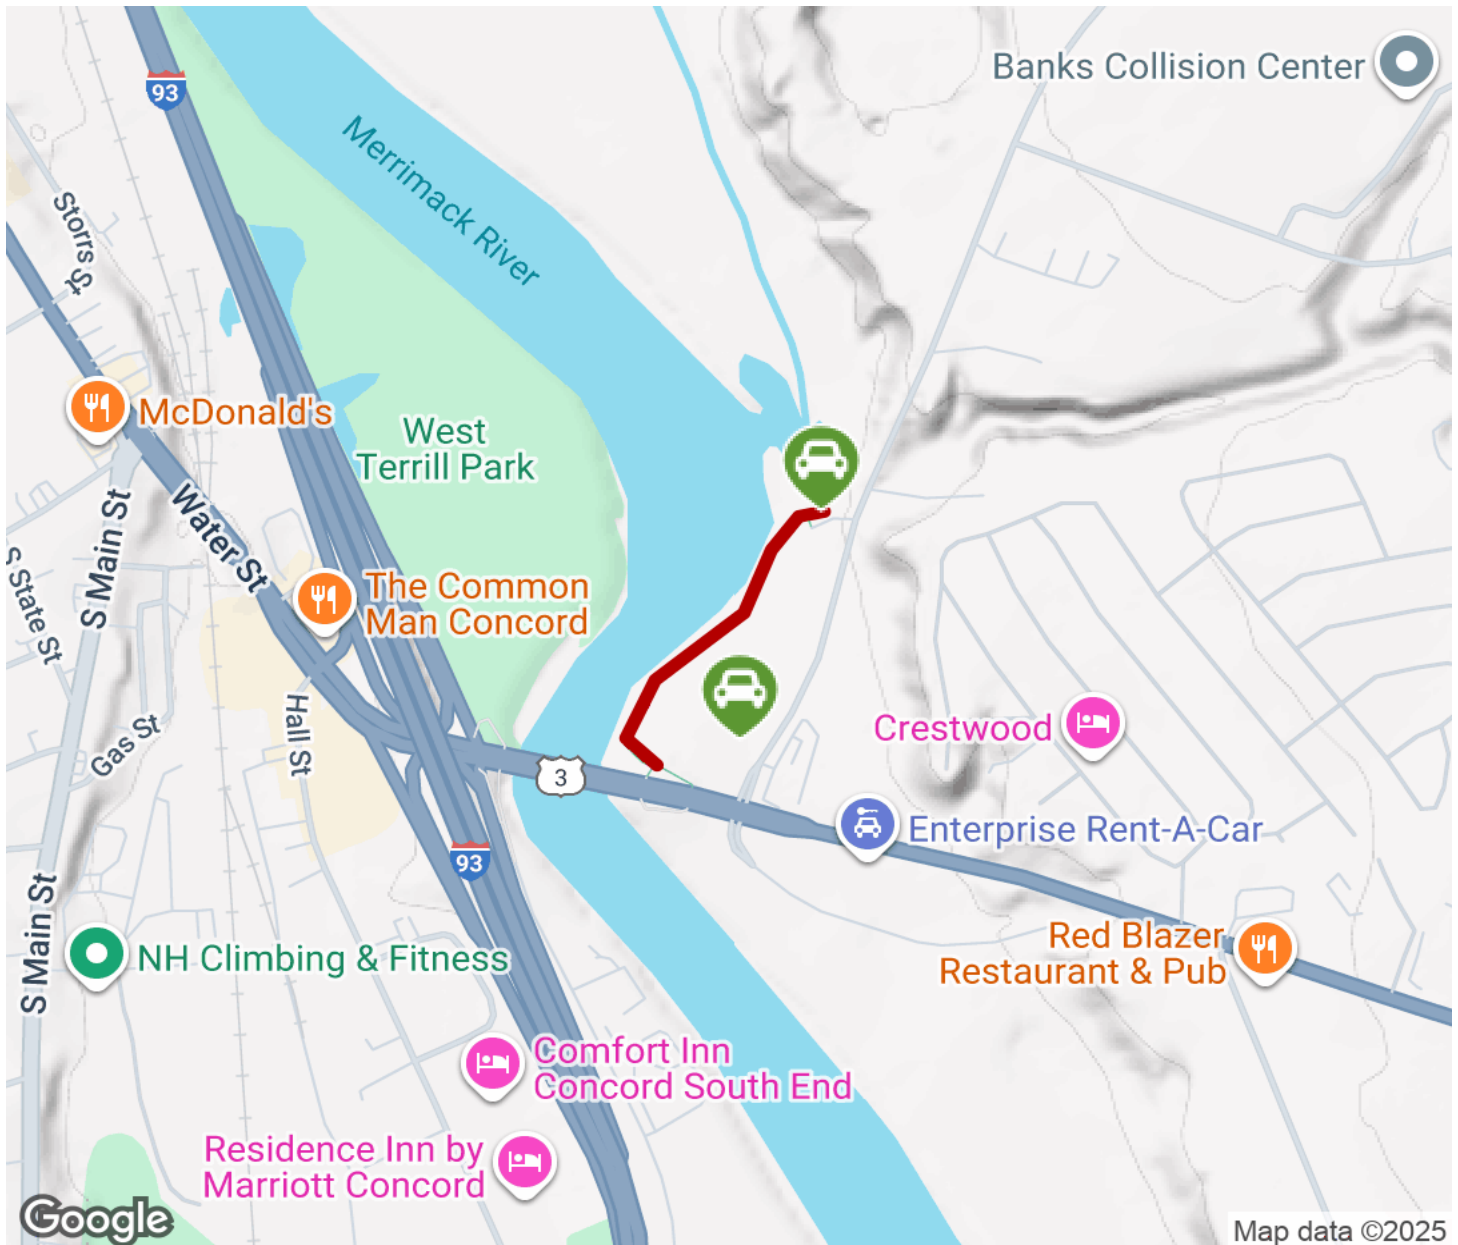 93
Banks Collision Center
Merrimack River
Storrs St
McDonald's
West
Terrill Park
Water St
S Main St
S State St
The Common
Man Concord
Hall St
Gas St
3
Crestwood
Enterprise Rent-A-Car
93
S Main St
NH Climbing & Fitness
Red Blazer
Restaurant & Pub
Comfort Inn
Concord South End
Residence Inn by
Marriott Concord
Google
Map data ©2025